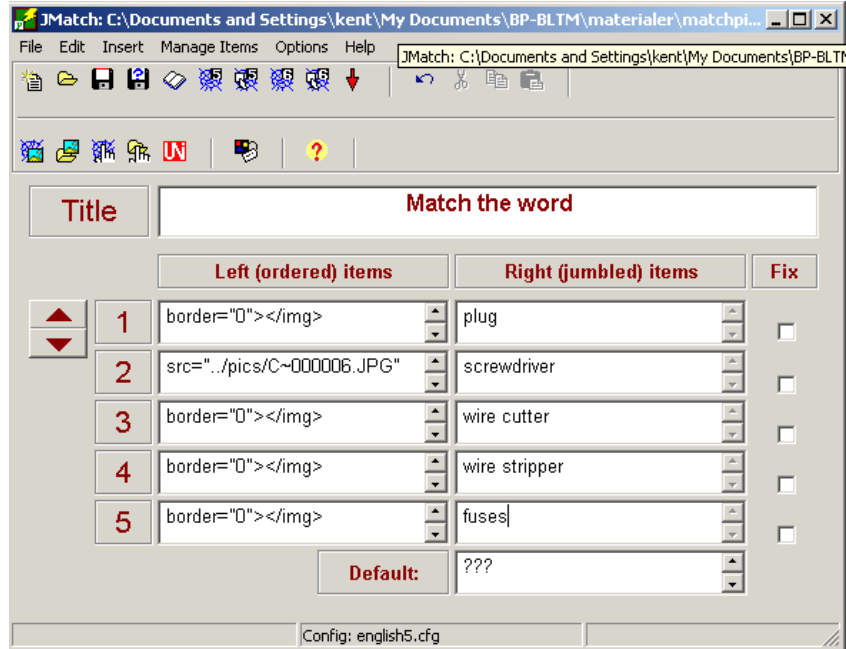 JMatch: C:\Documents and Settings\kent\My Documents\BP-BLTM\materialer\matchpi...
File Edit Insert Manage Items Options Help
JMatch: C:\Documents and Settings\kent\My Documents\BP-BLTM
Title
Match the word
Left (ordered) items
Right (jumbled) items
Fix
1
border="0"></img>
plug
2
src="../pics/C~000006.JPG"
screwdriver
3
border="0"></img>
wire cutter
4
border="0"></img>
wire stripper
5
border="0"></img>
fuses
Default:
???
Config: english5.cfg